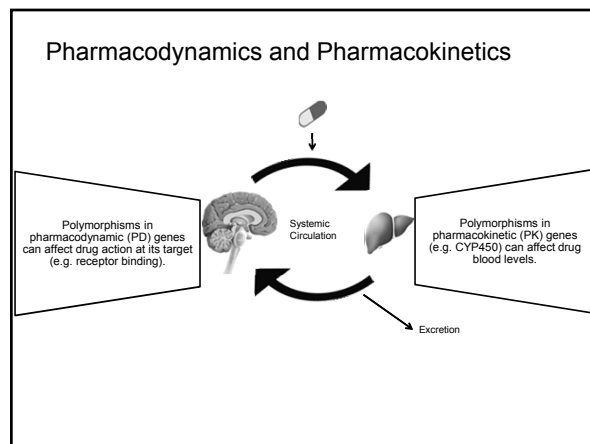 Pharmacodynamics and Pharmacokinetics
Polymorphisms in
pharmacodynamic (PD) genes
can affect drug action at its target
(e.g. receptor binding).
Systemic
Circulation
Polymorphisms in
pharmacokinetic (PK) genes
(e.g. CYP450) can affect drug
blood levels.
Excretion